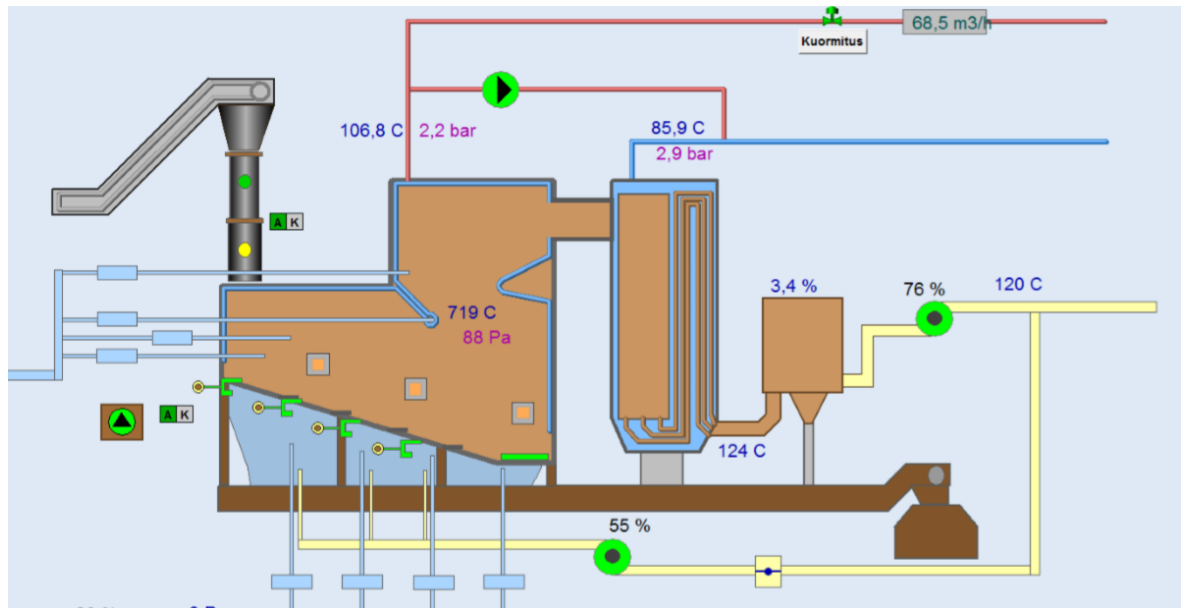 68,5 m3/h
Kuormitus
106,8 C
2,2 bar
85,9 C
2,9 bar
A K
719 C
88 Pa
3,4 %
76 %
120 C
A K
124 C
55 %